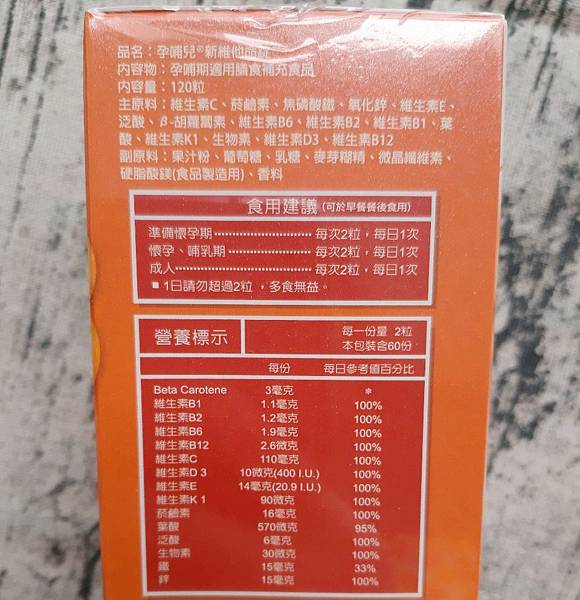 品名：孕哺兒®新維他命錠
內容物：孕哺期適用膳食補充食品
內容量：120粒
主原料：維生素C、菸鹼素、焦磷酸鐵、氧化鋅、維生素E、
泛酸、β-胡蘿蔔素、維生素B6、維生素B2、維生素B1、葉
酸、維生素K1、生物素、維生素D3、維生素B12
副原料：果汁粉、葡萄糖、乳糖、麥芽糊精、微晶纖維素、
硬脂酸鎂(食品製造用)、香料
食用建議(可於早餐餐後食用)
準備懷孕期‥‥‥‥‥‥‥‥‥每次2粒，每日1次
懷孕、哺乳期‥‥‥‥‥‥‥‥每次2粒，每日1次
成人‥‥‥‥‥‥‥‥‥‥‥‥每次2粒，每日1次
■ 1日請勿超過2粒，多食無益。
營養標示 每一份量 2粒
本包裝含60份
每份 每日參考值百分比
Beta Carotene 3毫克 *
維生素B1 1.1毫克 100%
維生素B2 1.2毫克 100%
維生素B6 1.9毫克 100%
維生素B12 2.6微克 100%
維生素C 110毫克 100%
維生素D 3 10微克(400 I.U.) 100%
維生素E 14毫克(20.9 I.U.) 100%
維生素K 1 90微克 100%
菸鹼素 16毫克 100%
葉酸 570微克 95%
泛酸 6毫克 100%
生物素 30微克 100%
鐵 15毫克 33%
鋅 15毫克 100%